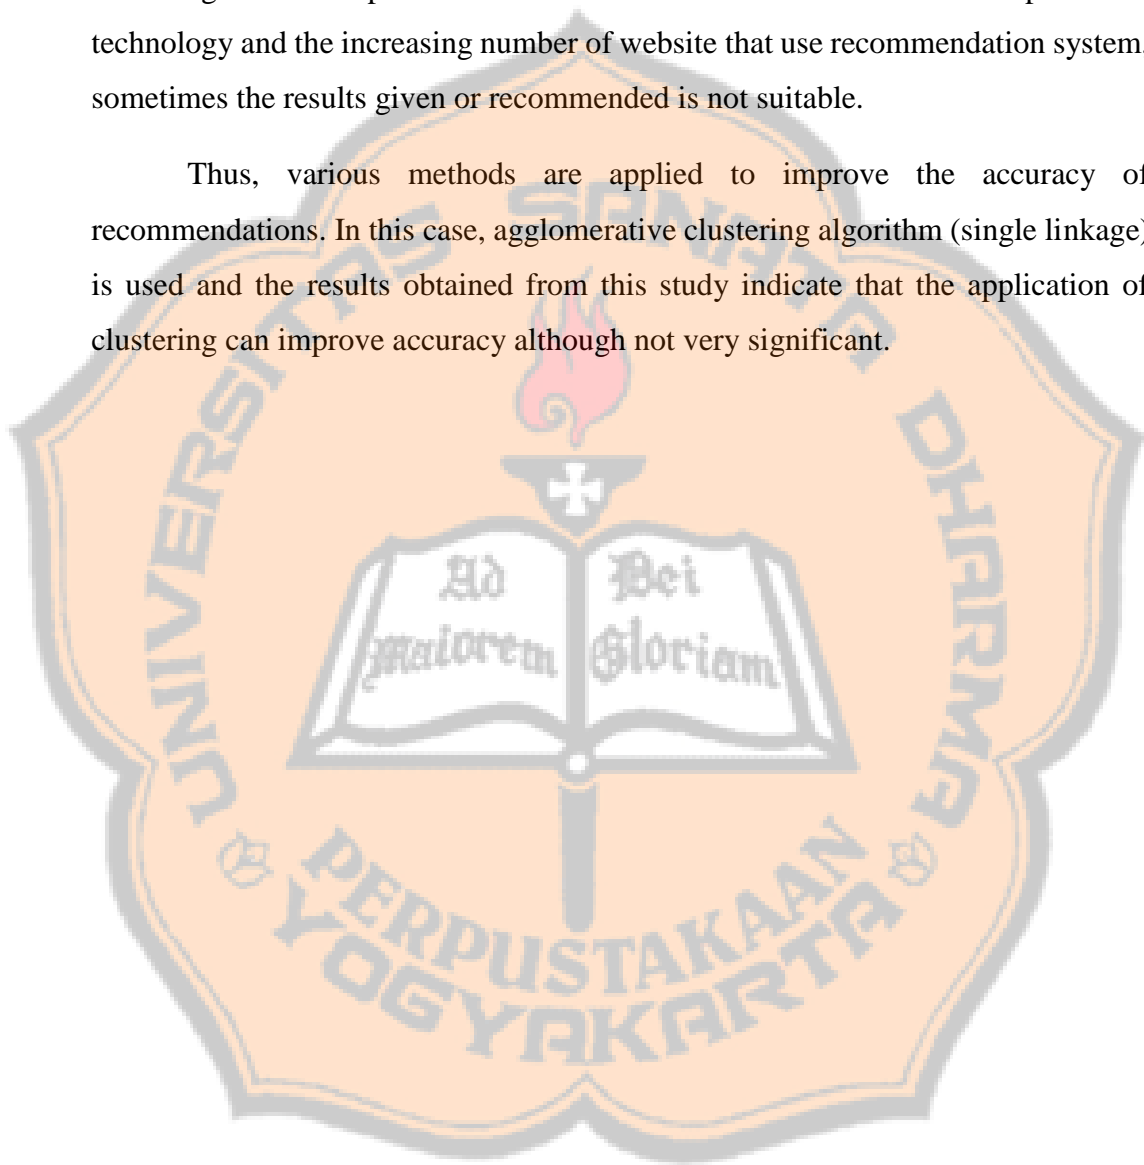 technology and the increasing number of website that use recommendation system,
sometimes the results given or recommended is not suitable.
Thus, various methods are applied to improve the accuracy of
recommendations. In this case, agglomerative clustering algorithm (single linkage)
is used and the results obtained from this study indicate that the application of
clustering can improve accuracy although not very significant.
UNIVERSITAS SANATA DHARMA
Ad
Maiorem
Dei
Gloriam
PERPUSTAKAAN
YOGYAKARTA